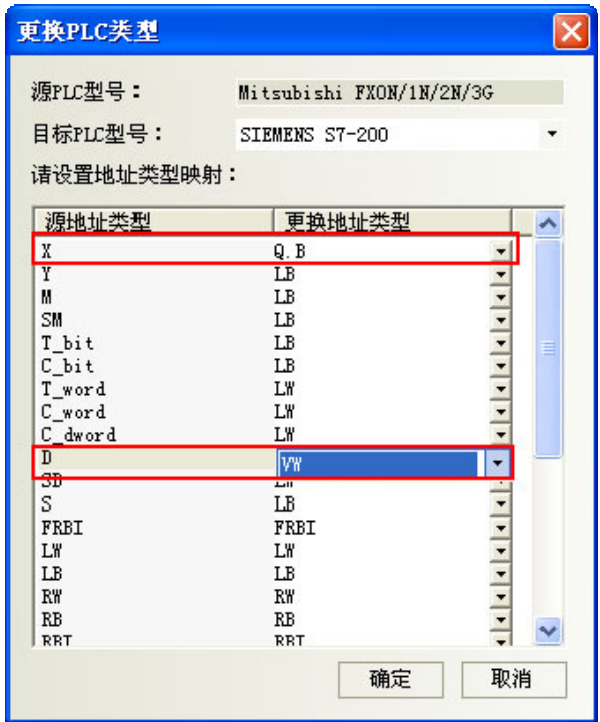 更换PLC类型
源PLC型号： Mitsubishi FX0N/1N/2N/3G
目标PLC型号： SIEMENS S7-200
请设置地址类型映射：
源地址类型 更换地址类型
X Q.B
Y LB
M LB
SM LB
T_bit LB
C_bit LB
T_word LW
C_word LW
C_dword LW
D VW
SD LW
S LB
FRBI FRBI
LW LW
LB LB
RW RW
RB RB
RBI RBI
确定 取消